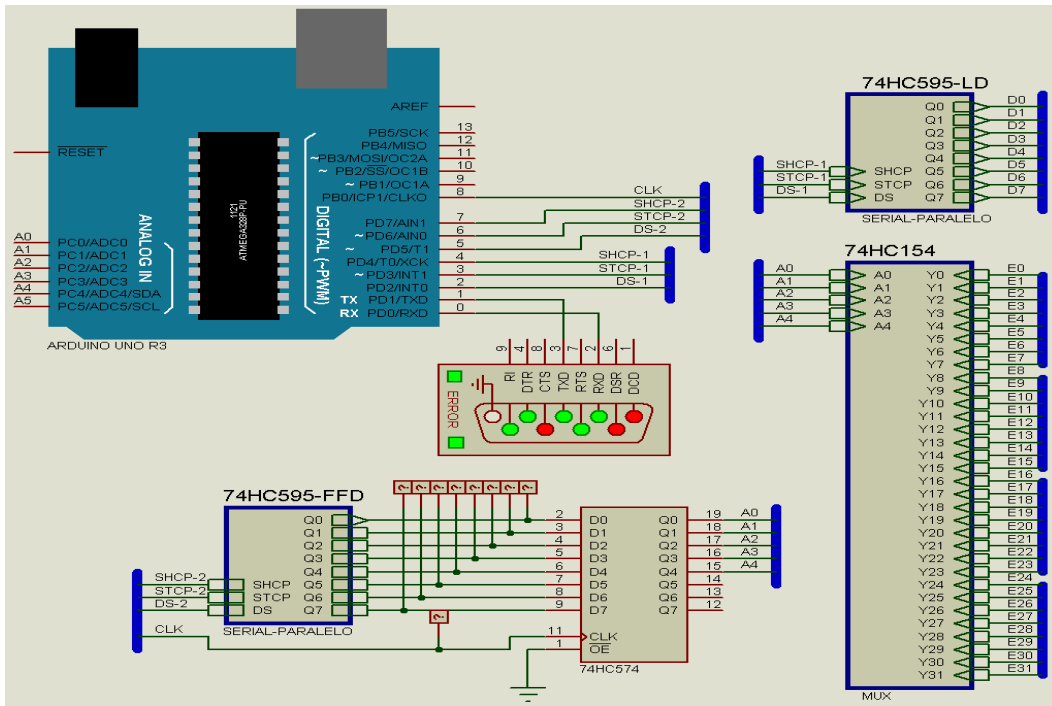 AREF
13
PB5/SCK
12
PB4/MISO
11
~PB3/MOSI/OC2A
10
~ PB2/SS/OC1B
9
~ PB1/OC1A
8
PB0/ICP1/CLKO
7
PD7/AIN1
6
~ PD6/AIN0
5
~ PD5/T1
4
PD4/T0/XCK
3
~ PD3/INT1
2
PD2/INT0
1
TX PD1/TXD
0
RX PD0/RXD
RESET
ANALOG IN
1121
ATMEGA328P-PU
DIGITAL (~PWM)
A0
PC0/ADC0
A1
PC1/ADC1
A2
PC2/ADC2
A3
PC3/ADC3
A4
PC4/ADC4/SDA
A5
PC5/ADC5/SCL
ARDUINO UNO R3
CLK
SHCP-2
STCP-2
DS-2
SHCP-1
STCP-1
DS-1
9 4 8 3 7 2 6 1
RI DTR CTS TXD RTS RXD DSR DCD
ERROR
74HC595-LD
SHCP-1
STCP-1
DS-1
SHCP
STCP
DS
Q0 D0
Q1 D1
Q2 D2
Q3 D3
Q4 D4
Q5 D5
Q6 D6
Q7 D7
SERIAL-PARALELO
74HC154
A0 A0
A1 A1
A2 A2
A3 A3
A4 A4
Y0 E0
Y1 E1
Y2 E2
Y3 E3
Y4 E4
Y5 E5
Y6 E6
Y7 E7
Y8 E8
Y9 E9
Y10 E10
Y11 E11
Y12 E12
Y13 E13
Y14 E14
Y15 E15
Y16 E16
Y17 E17
Y18 E18
Y19 E19
Y20 E20
Y21 E21
Y22 E22
Y23 E23
Y24 E24
Y25 E25
Y26 E26
Y27 E27
Y28 E28
Y29 E29
Y30 E30
Y31 E31
MUX
74HC595-FFD
SHCP-2
STCP-2
DS-2
CLK
SHCP
STCP
DS
Q0
Q1
Q2
Q3
Q4
Q5
Q6
Q7
SERIAL-PARALELO
? ? ? ? ? ? ? ?
?
2 D0 Q0 19 A0
3 D1 Q1 18 A1
4 D2 Q2 17 A2
5 D3 Q3 16 A3
6 D4 Q4 15 A4
7 D5 Q5 14
8 D6 Q6 13
9 D7 Q7 12
11 CLK
1 OE
74HC574